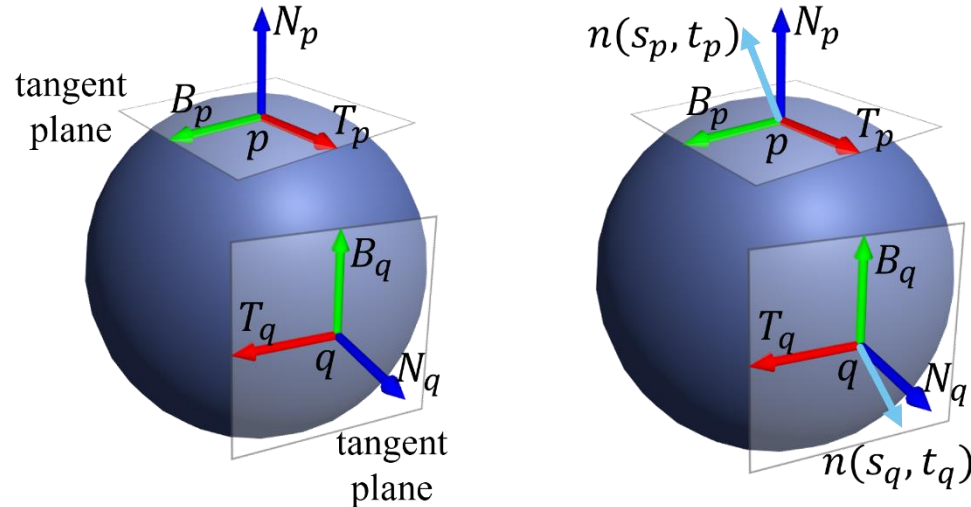 N_p
tangent
plane
B_p
T_p
p
B_q
T_q
q
N_q
tangent
plane
n(s_p, t_p)
N_p
B_p
T_p
p
B_q
T_q
q
N_q
n(s_q, t_q)